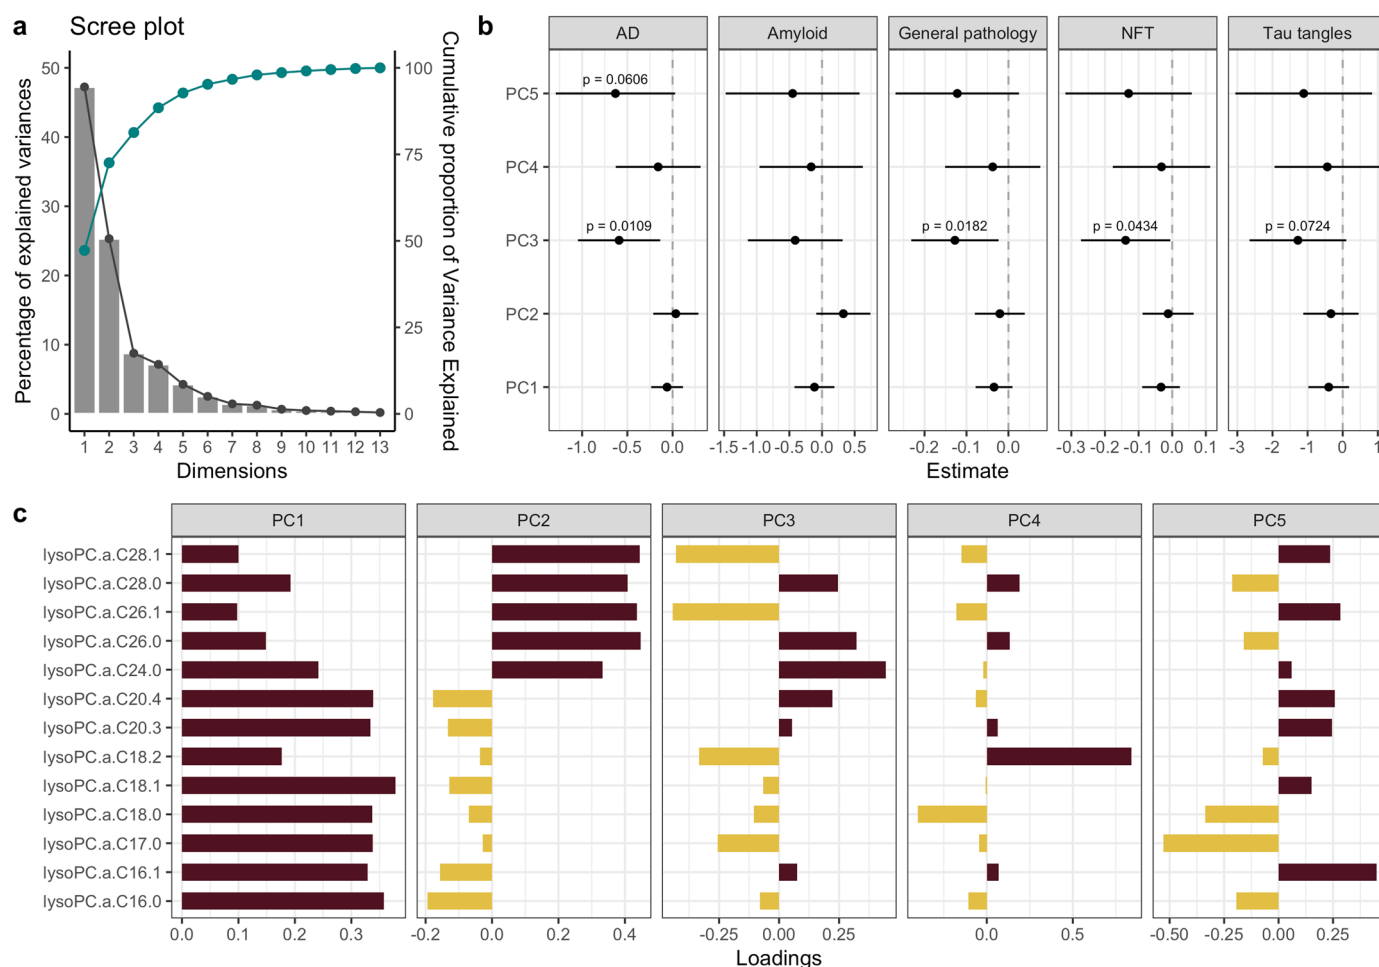 a
Scree plot
Percentage of explained variances
50
40
30
20
10
0
100
75
50
25
0
Cumulative proportion of Variance Explained
1 2 3 4 5 6 7 8 9 10 11 12 13
Dimensions
b
AD Amyloid General pathology NFT Tau tangles
PC5
p = 0.0606
PC4
PC3
p = 0.0109 p = 0.0182 p = 0.0434 p = 0.0724
PC2
PC1
-1.0 -0.5 0.0 -1.5 -1.0 -0.5 0.0 0.5 -0.2 -0.1 0.0 -0.3 -0.2 -0.1 0.0 0.1 -3 -2 -1 0 1
Estimate
c
PC1 PC2 PC3 PC4 PC5
lysoPC.a.C28.1
lysoPC.a.C28.0
lysoPC.a.C26.1
lysoPC.a.C26.0
lysoPC.a.C24.0
lysoPC.a.C20.4
lysoPC.a.C20.3
lysoPC.a.C18.2
lysoPC.a.C18.1
lysoPC.a.C18.0
lysoPC.a.C17.0
lysoPC.a.C16.1
lysoPC.a.C16.0
0.0 0.1 0.2 0.3 -0.2 0.0 0.2 0.4 -0.25 0.00 0.25 0.0 0.5 -0.50 -0.25 0.00 0.25
Loadings